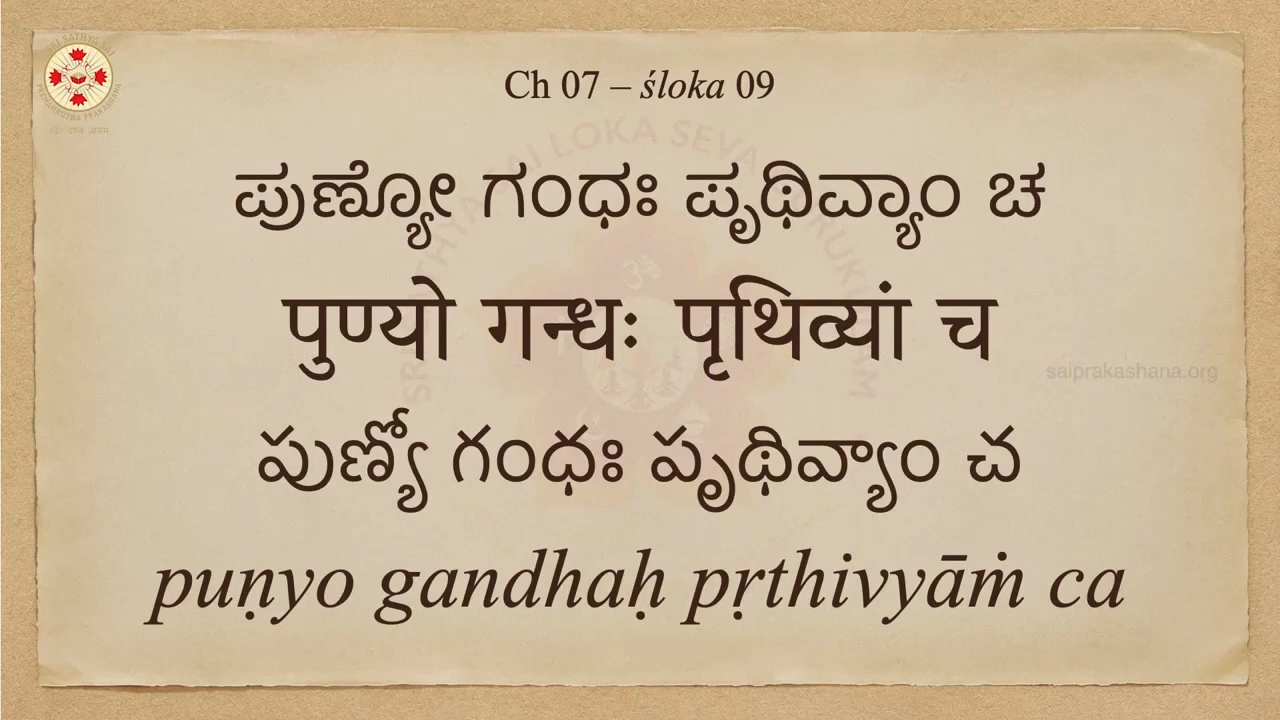 Ch 07 – śloka 09
ಪುಣ್ಯೋ ಗಂಧಃ ಪೃಥಿವ್ಯಾಂ ಚ
पुण्यो गन्धः पृथिव्यां च
saiprakashana.org
పుణ్యో గంధః పృథివ్యాం చ
puṇyo gandhaḥ pṛthivyāṁ ca